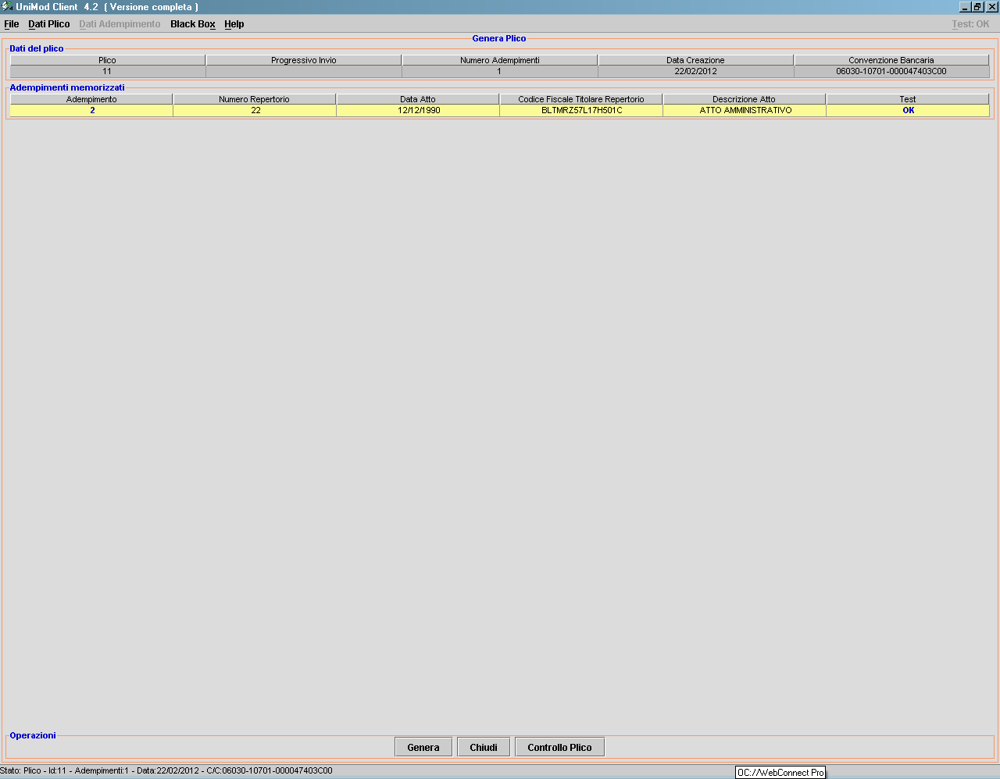 UniMod Client 4.2 ( Versione completa )
File Dati Plico Dati Adempimento Black Box Help Test: OK
Genera Plico
Dati del plico
Plico Progressivo Invio Numero Adempimenti Data Creazione Convenzione Bancaria
11 1 22/02/2012 06030-10701-000047403C00
Adempimenti memorizzati
Adempimento Numero Repertorio Data Atto Codice Fiscale Titolare Repertorio Descrizione Atto Test
2 22 12/12/1990 BLTMRZ57L17H501C ATTO AMMINISTRATIVO OK
Operazioni
Genera Chiudi Controllo Plico
Stato: Plico - Id:11 - Adempimenti:1 - Data:22/02/2012 - C/C:06030-10701-000047403C00
OC://WebConnect Pro